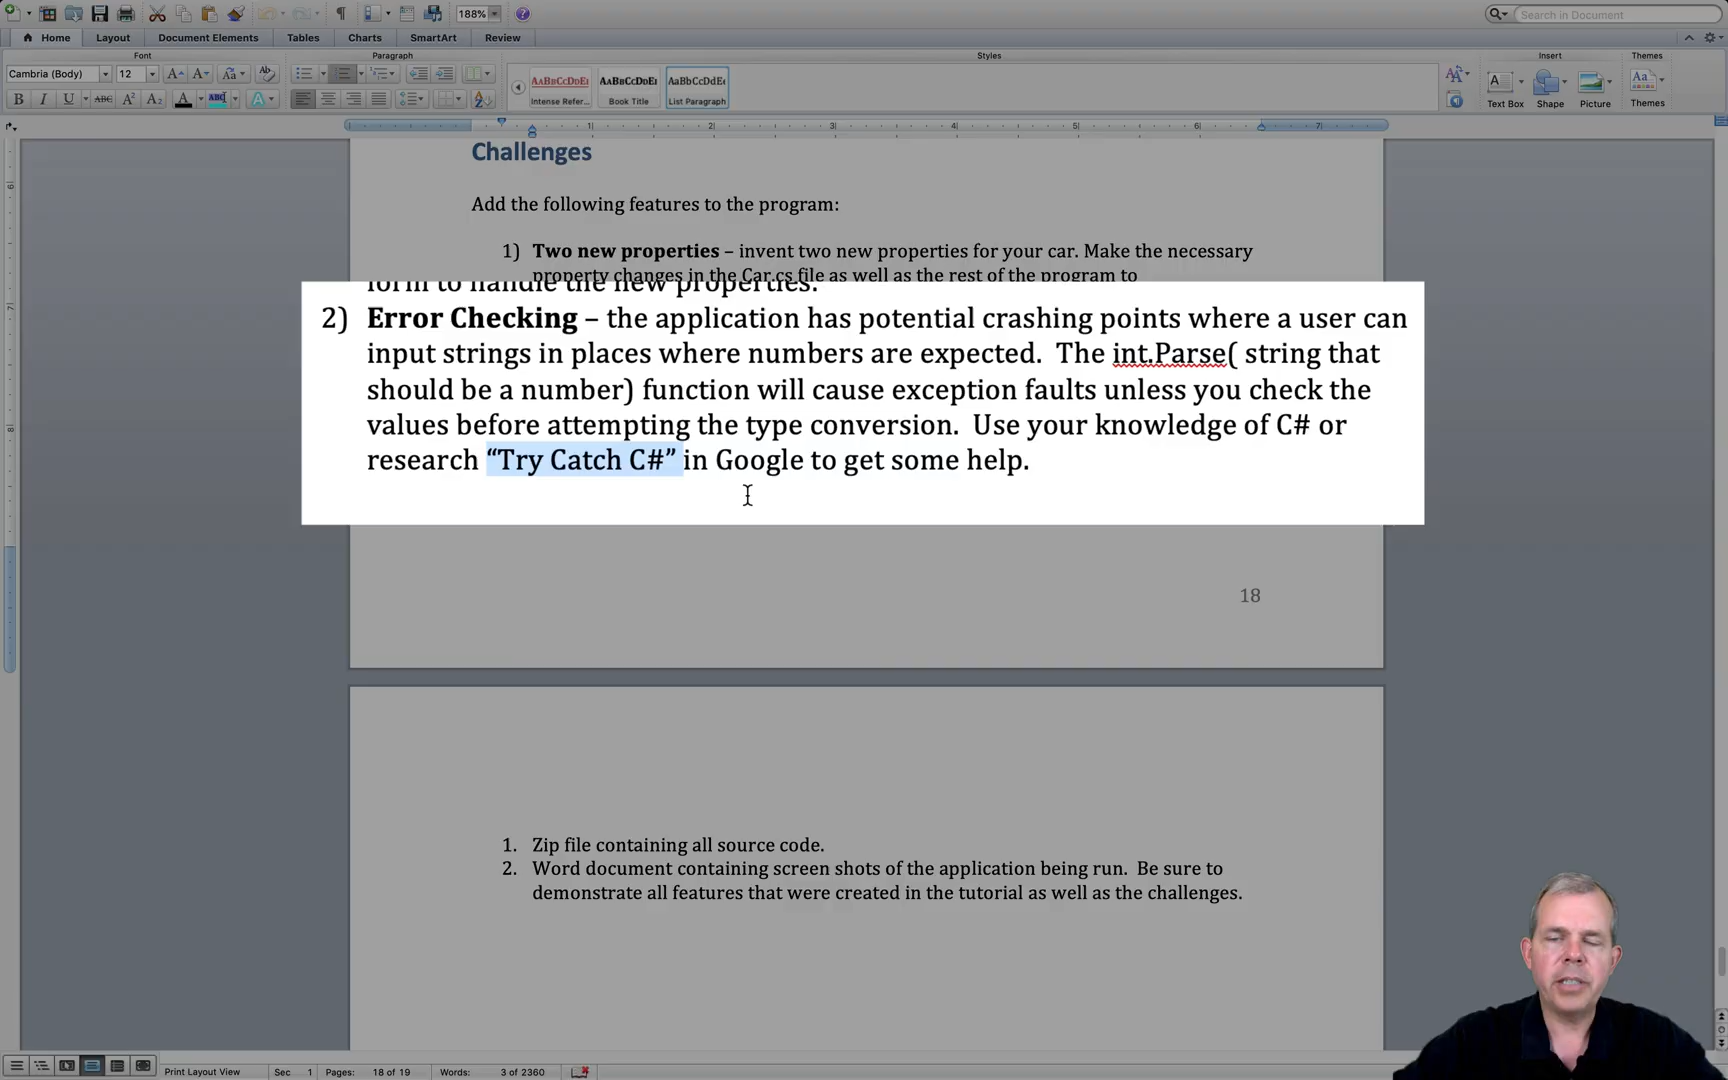 188%
Search in Document
Home
Layout
Document Elements
Tables
Charts
SmartArt
Review
Font
Paragraph
Styles
Insert
Themes
Cambria (Body)
12
AABBCCDDEI
Intense Refer...
AABBCCDDEI
Book Title
AaBbCcDdEe
List Paragraph
Text Box
Shape
Picture
Themes
Challenges
Add the following features to the program:
1) Two new properties – invent two new properties for your car. Make the necessary
property changes in the Car.cs file as well as the rest of the program to
form to handle the new properties.
2) Error Checking – the application has potential crashing points where a user can
input strings in places where numbers are expected. The int.Parse( string that
should be a number) function will cause exception faults unless you check the
values before attempting the type conversion. Use your knowledge of C# or
research “Try Catch C#” in Google to get some help.
18
1. Zip file containing all source code.
2. Word document containing screen shots of the application being run. Be sure to
demonstrate all features that were created in the tutorial as well as the challenges.
Print Layout View
Sec 1
Pages: 18 of 19
Words: 3 of 2360